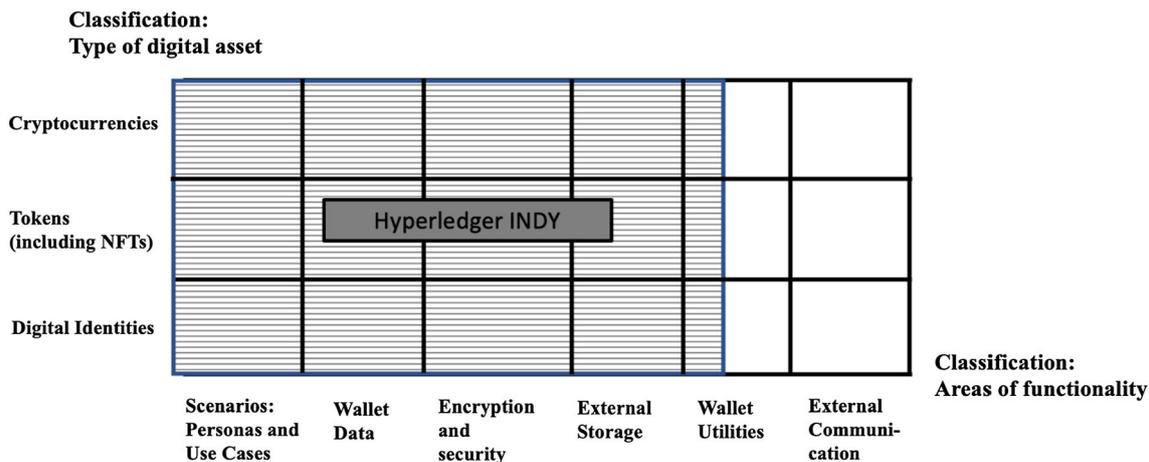 Classification:
Type of digital asset
Cryptocurrencies
Tokens
(including NFTs)
Hyperledger INDY
Digital Identities
Classification:
Areas of functionality
Scenarios:
Personas and
Use Cases
Wallet
Data
Encryption
and
security
External
Storage
Wallet
Utilities
External
Communi-
cation